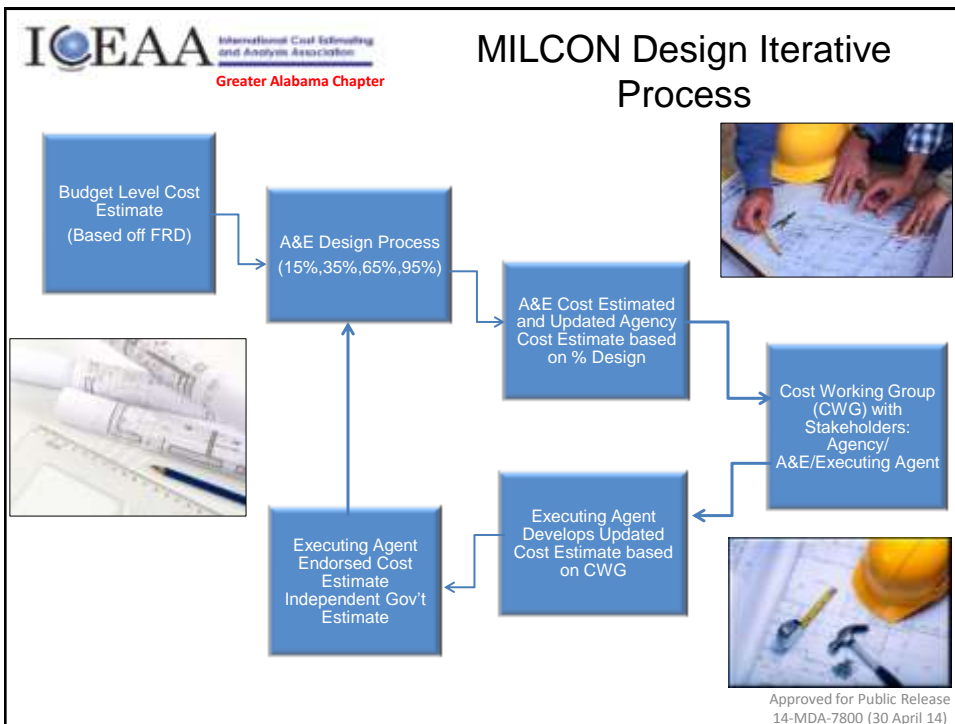 ICEAA International Cost Estimating
and Analysis Association
Greater Alabama Chapter
MILCON Design Iterative
Process
Budget Level Cost
Estimate
(Based off FRD)
A&E Design Process
(15%,35%,65%,95%)
A&E Cost Estimated
and Updated Agency
Cost Estimate based
on % Design
Cost Working Group
(CWG) with
Stakeholders:
Agency/
A&E/Executing Agent
Executing Agent
Develops Updated
Cost Estimate based
on CWG
Executing Agent
Endorsed Cost
Estimate
Independent Gov't
Estimate
Approved for Public Release
14-MDA-7800 (30 April 14)